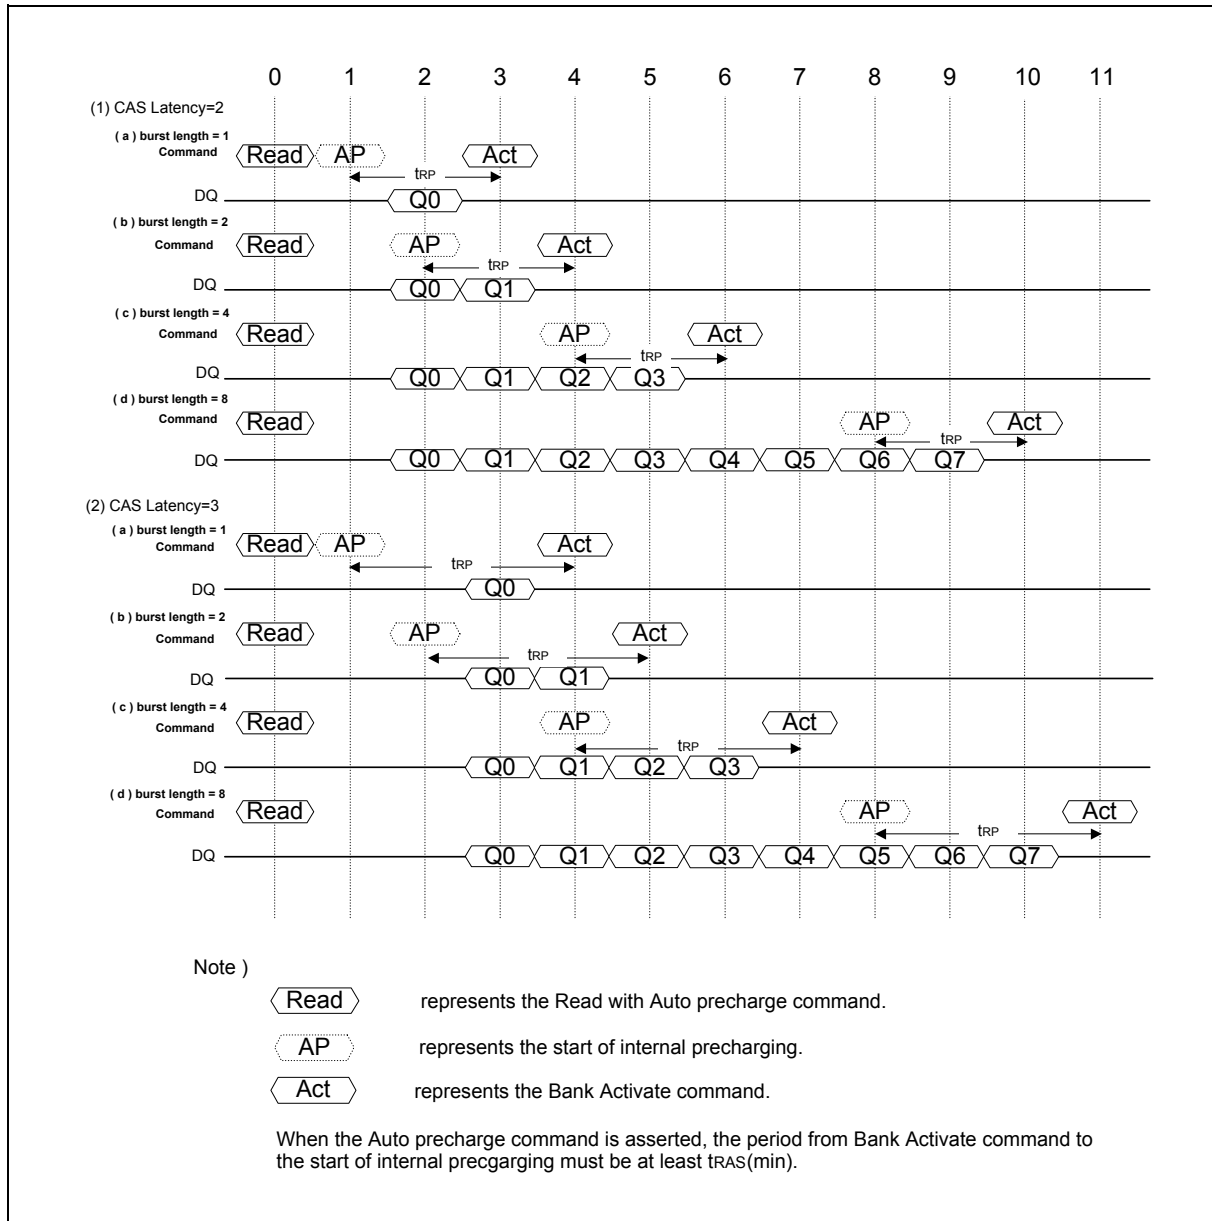 0 1 2 3 4 5 6 7 8 9 10 11
(1) CAS Latency=2
( a ) burst length = 1
Command Read AP Act
tRP
DQ Q0
( b ) burst length = 2
Command Read AP Act
tRP
DQ Q0 Q1
( c ) burst length = 4
Command Read AP Act
tRP
DQ Q0 Q1 Q2 Q3
( d ) burst length = 8
Command Read AP Act
tRP
DQ Q0 Q1 Q2 Q3 Q4 Q5 Q6 Q7
(2) CAS Latency=3
( a ) burst length = 1
Command Read AP Act
tRP
DQ Q0
( b ) burst length = 2
Command Read AP Act
tRP
DQ Q0 Q1
( c ) burst length = 4
Command Read AP Act
tRP
DQ Q0 Q1 Q2 Q3
( d ) burst length = 8
Command Read AP Act
tRP
DQ Q0 Q1 Q2 Q3 Q4 Q5 Q6 Q7
Note )
Read represents the Read with Auto precharge command.
AP represents the start of internal precharging.
Act represents the Bank Activate command.
When the Auto precharge command is asserted, the period from Bank Activate command to
the start of internal precgarging must be at least tRAS(min).